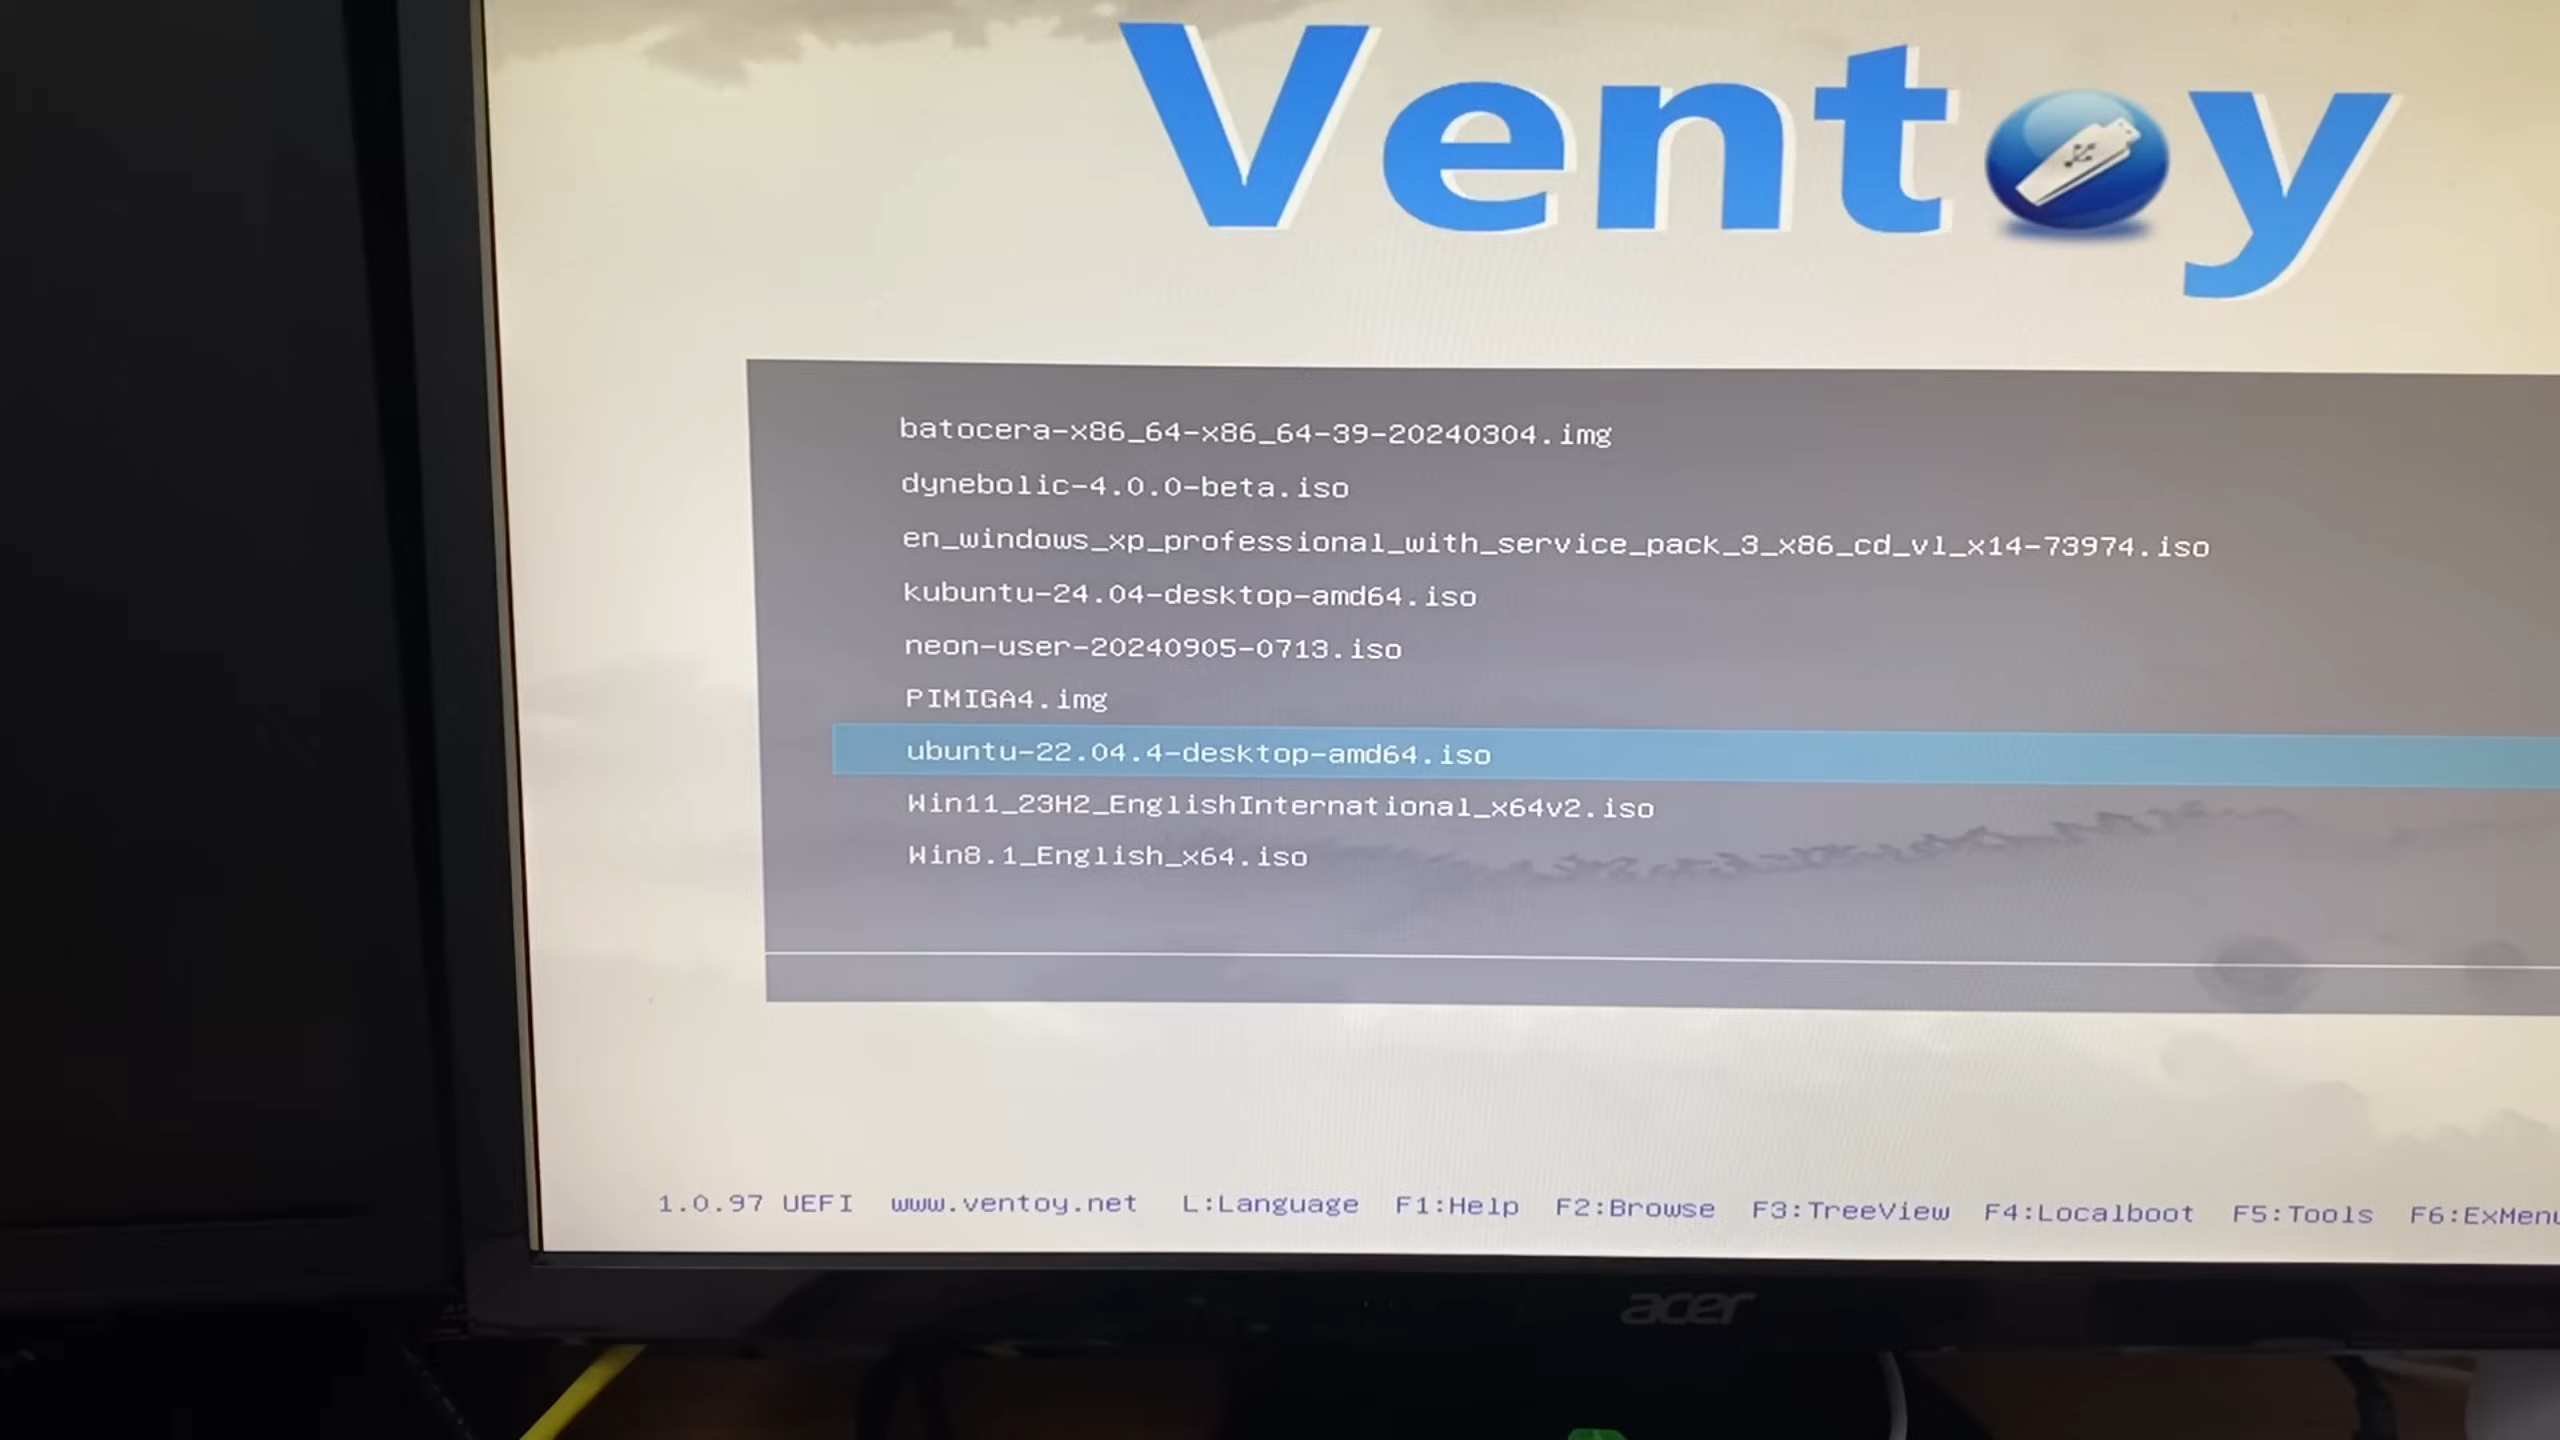 Ventoy
batocera-x86_64-x86_64-39-20240304.img
dynebolic-4.0.0-beta.iso
en_windows_xp_professional_with_service_pack_3_x86_cd_vl_x14-73974.iso
kubuntu-24.04-desktop-amd64.iso
neon-user-20240905-0713.iso
PIMIGA4.img
ubuntu-22.04.4-desktop-amd64.iso
Win11_23H2_EnglishInternational_x64v2.iso
Win8.1_English_x64.iso
1.0.97 UEFI www.ventoy.net L:Language F1:Help F2:Browse F3:TreeView F4:Localboot F5:Tools F6:ExMenu
acer